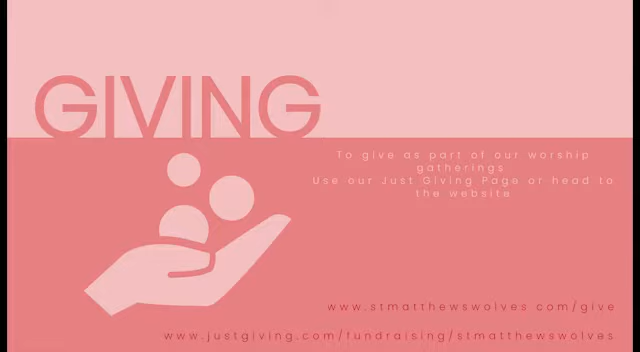 GIVING
To give as part of our worship
gatherings
Use our Just Giving Page or head to
the website
www.stmatthewswolves.com/give
www.justgiving.com/fundraising/stmatthewswolves